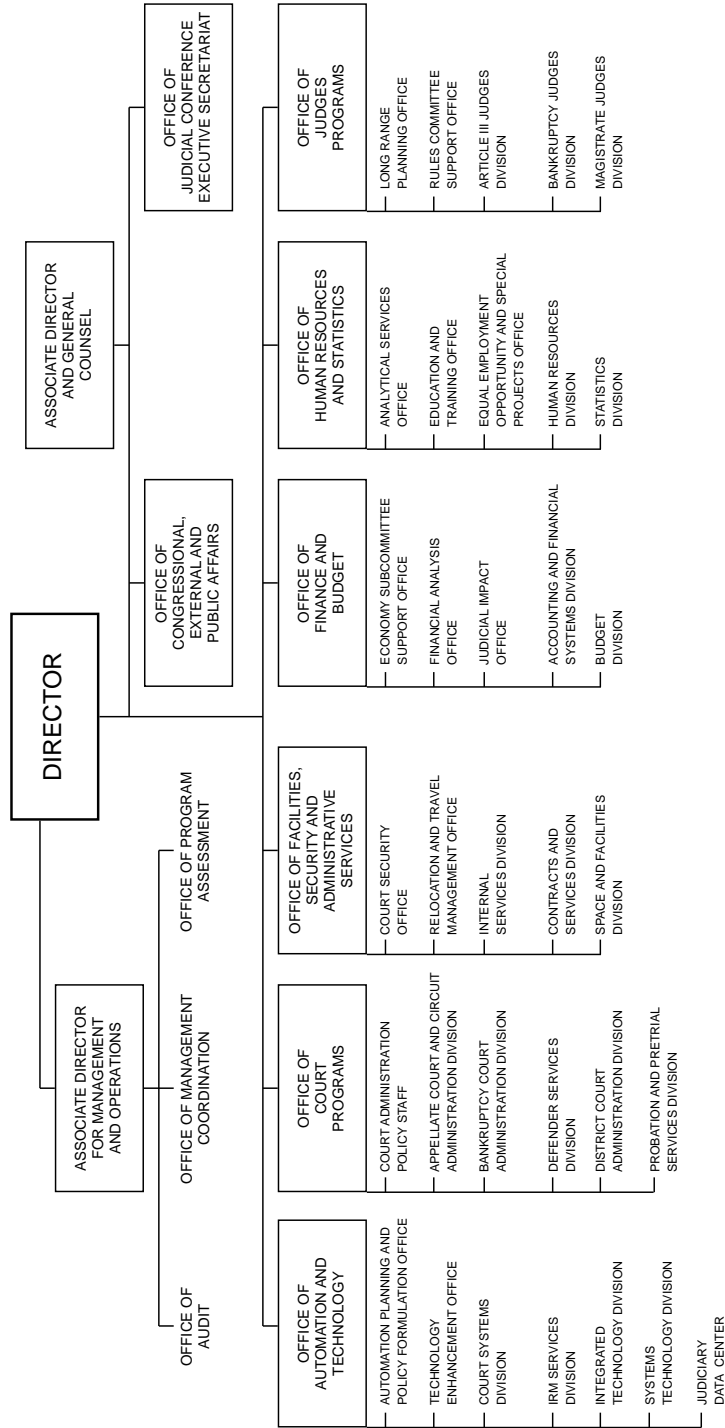 DIRECTOR
ASSOCIATE DIRECTOR
FOR MANAGEMENT
AND OPERATIONS
ASSOCIATE DIRECTOR
AND GENERAL
COUNSEL
OFFICE OF
AUDIT
OFFICE OF MANAGEMENT
COORDINATION
OFFICE OF PROGRAM
ASSESSMENT
OFFICE OF
CONGRESSIONAL,
EXTERNAL AND
PUBLIC AFFAIRS
OFFICE OF
JUDICIAL CONFERENCE
EXECUTIVE SECRETARIAT
OFFICE OF
AUTOMATION AND
TECHNOLOGY
AUTOMATION PLANNING AND
POLICY FORMULATION OFFICE
TECHNOLOGY
ENHANCEMENT OFFICE
COURT SYSTEMS
DIVISION
IRM SERVICES
DIVISION
INTEGRATED
TECHNOLOGY DIVISION
SYSTEMS
TECHNOLOGY DIVISION
JUDICIARY
DATA CENTER
OFFICE OF
COURT
PROGRAMS
COURT ADMINISTRATION
POLICY STAFF
APPELLATE COURT AND CIRCUIT
ADMINISTRATION DIVISION
BANKRUPTCY COURT
ADMINISTRATION DIVISION
DEFENDER SERVICES
DIVISION
DISTRICT COURT
ADMINISTRATION DIVISION
PROBATION AND PRETRIAL
SERVICES DIVISION
OFFICE OF FACILITIES,
SECURITY AND
ADMINISTRATIVE
SERVICES
COURT SECURITY
OFFICE
RELOCATION AND TRAVEL
MANAGEMENT OFFICE
INTERNAL
SERVICES DIVISION
CONTRACTS AND
SERVICES DIVISION
SPACE AND FACILITIES
DIVISION
OFFICE OF
FINANCE AND
BUDGET
ECONOMY SUBCOMMITTEE
SUPPORT OFFICE
FINANCIAL ANALYSIS
OFFICE
JUDICIAL IMPACT
OFFICE
ACCOUNTING AND FINANCIAL
SYSTEMS DIVISION
BUDGET
DIVISION
OFFICE OF
HUMAN RESOURCES
AND STATISTICS
ANALYTICAL SERVICES
OFFICE
EDUCATION AND
TRAINING OFFICE
EQUAL EMPLOYMENT
OPPORTUNITY AND SPECIAL
PROJECTS OFFICE
HUMAN RESOURCES
DIVISION
STATISTICS
DIVISION
OFFICE OF
JUDGES
PROGRAMS
LONG RANGE
PLANNING OFFICE
RULES COMMITTEE
SUPPORT OFFICE
ARTICLE III JUDGES
DIVISION
BANKRUPTCY JUDGES
DIVISION
MAGISTRATE JUDGES
DIVISION